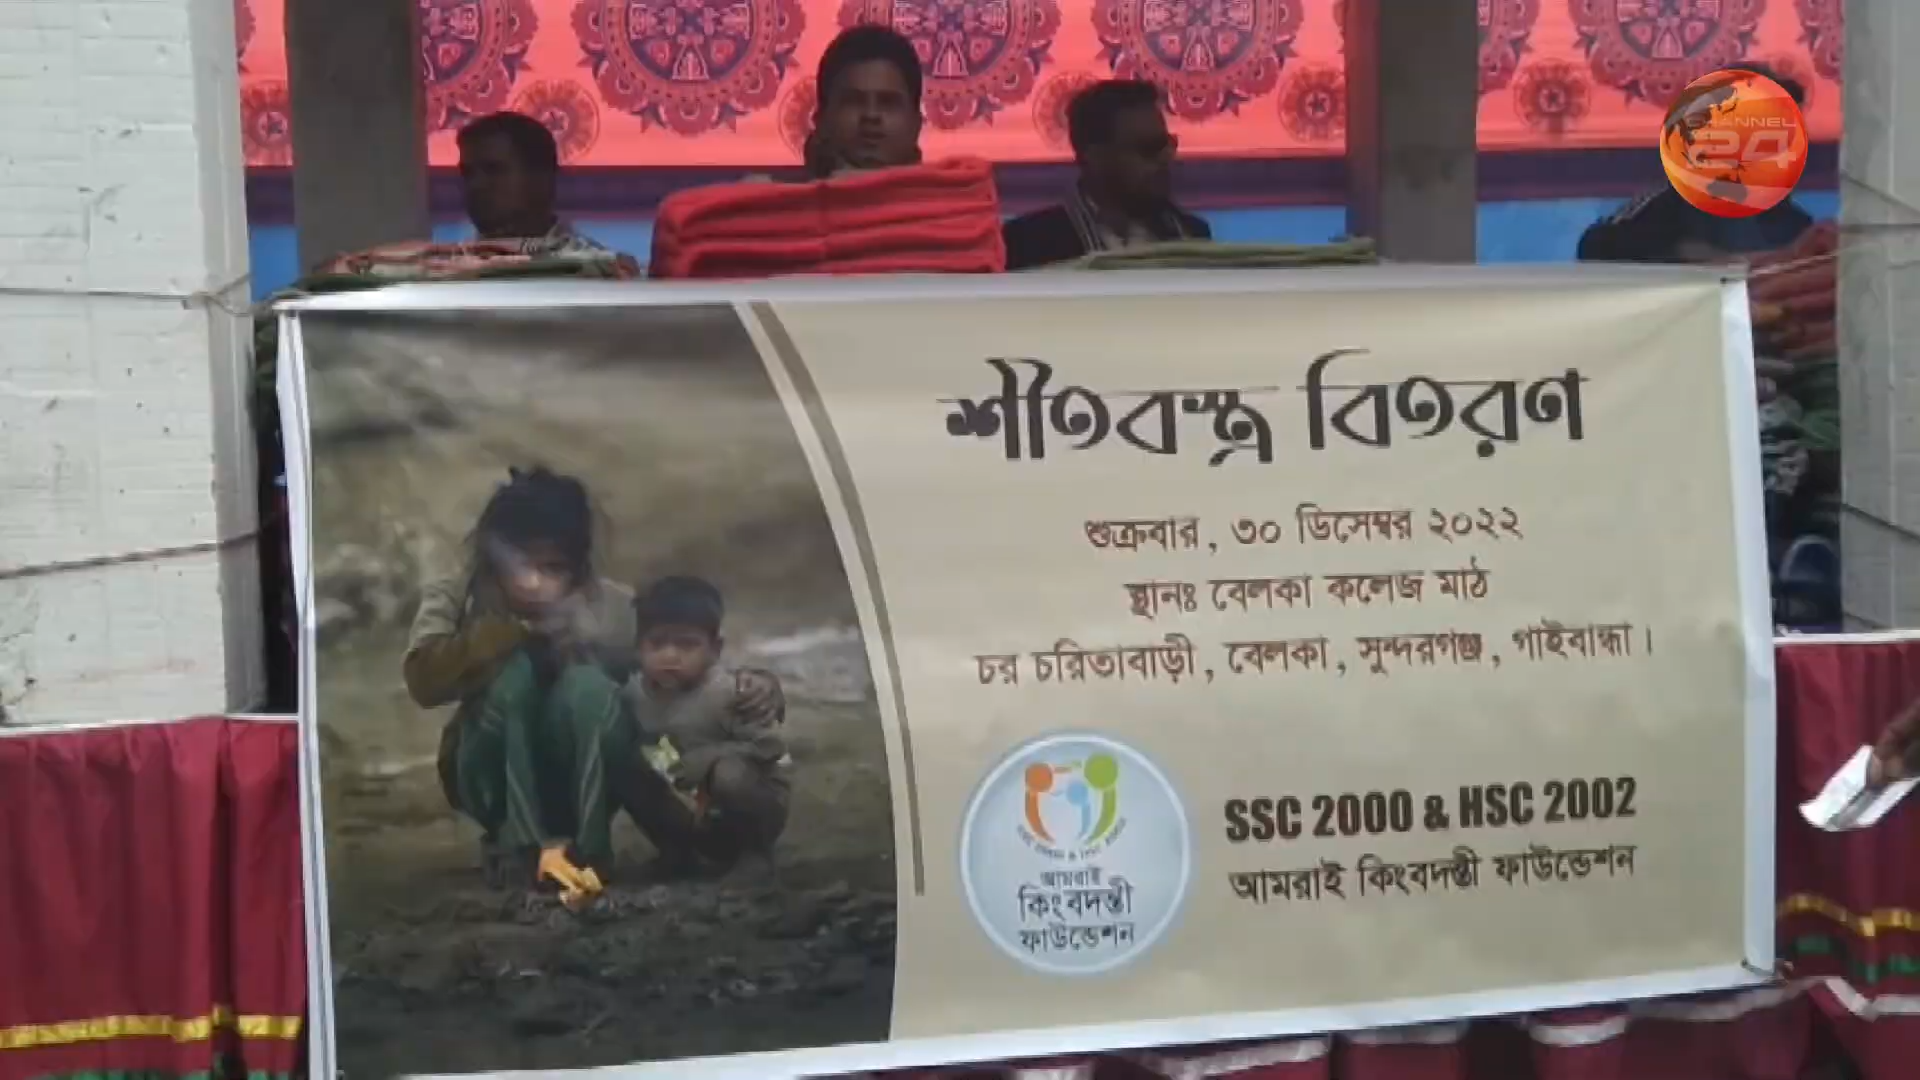 CHANNEL
24
শীতবস্ত্র বিতরণ
শুক্রবার, ৩০ ডিসেম্বর ২০২২
স্থানঃ বেলকা কলেজ মাঠ
চর চরিতাবাড়ী, বেলকা, সুন্দরগঞ্জ, গাইবান্ধা।
SSC 2000 & HSC 2002
আমরাই কিংবদন্তী ফাউন্ডেশন
আমরাই
কিংবদন্তী
ফাউন্ডেশন